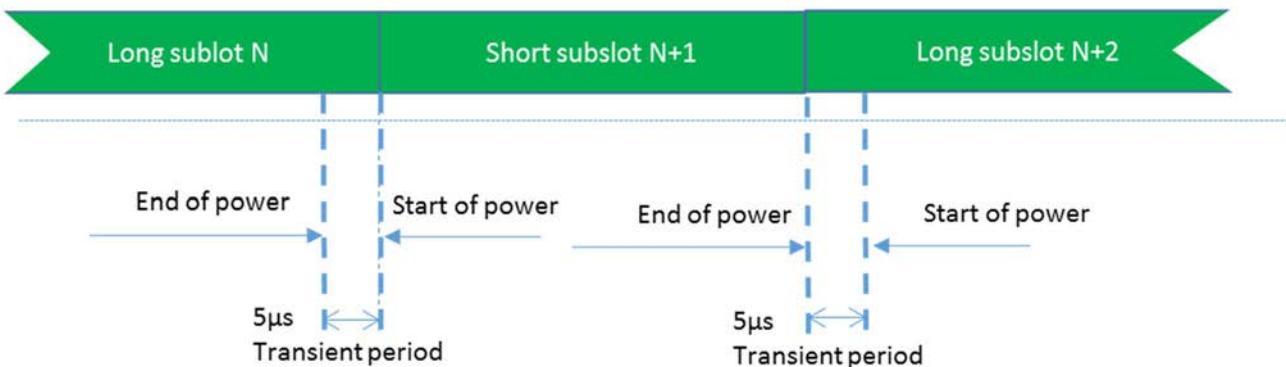 Long sublot N
Short subslot N+1
Long subslot N+2
End of power
Start of power
End of power
Start of power
5µs
Transient period
5µs
Transient period